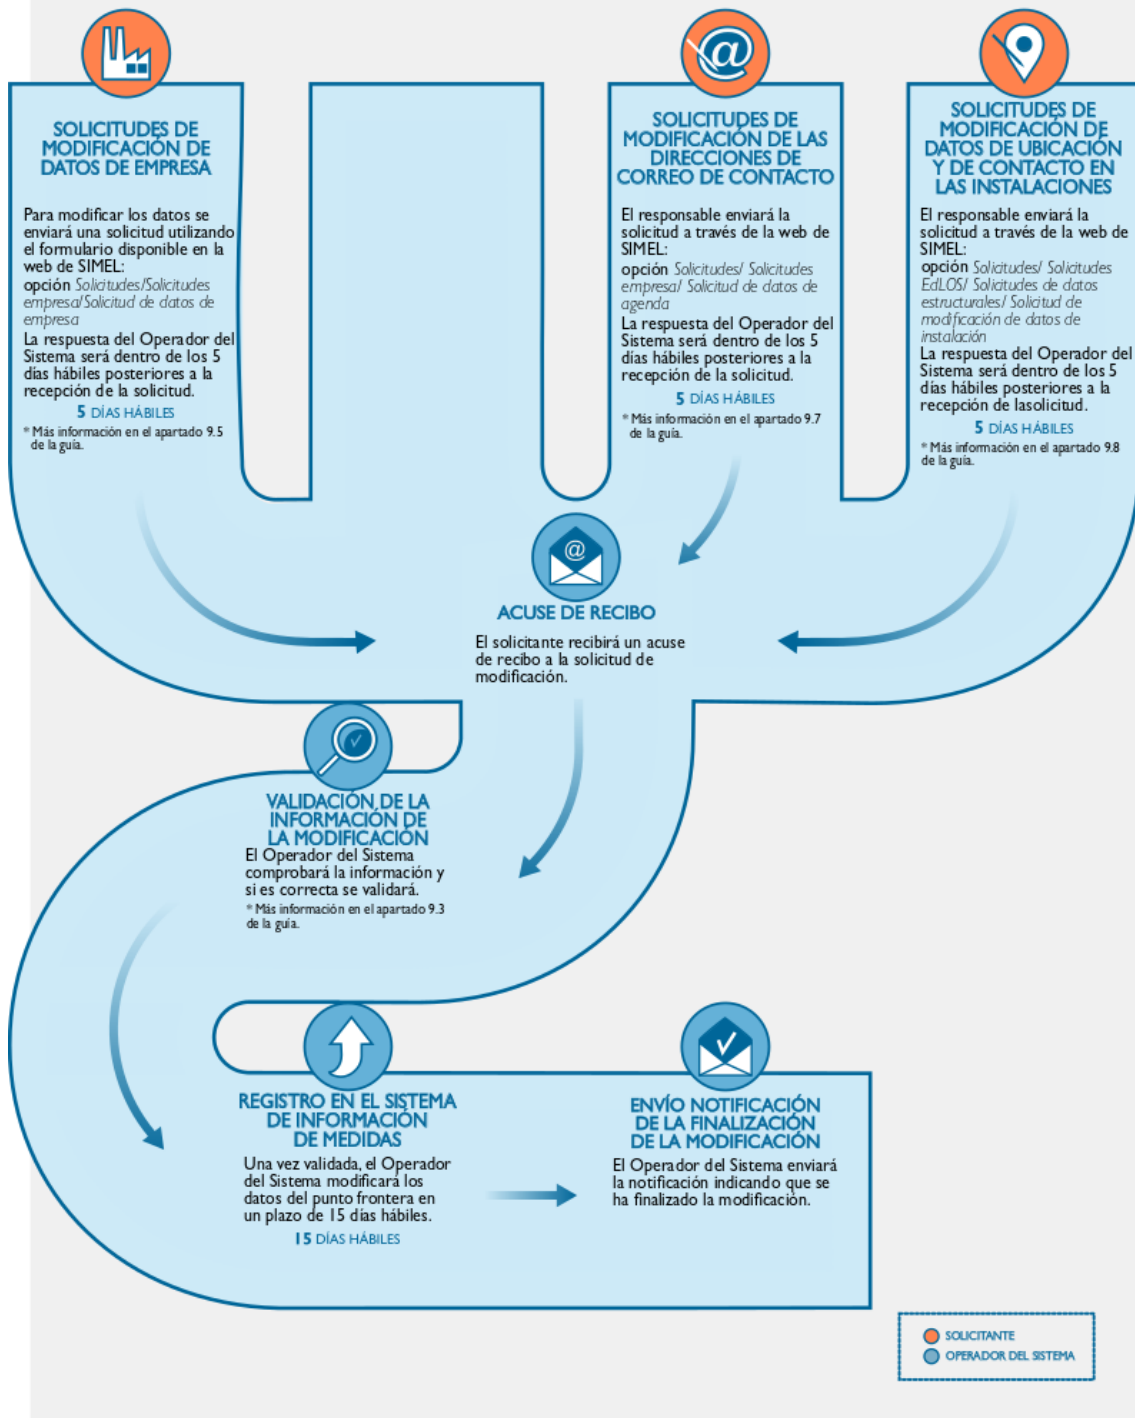 SOLICITUDES DE
MODIFICACIÓN DE
DATOS DE EMPRESA
Para modificar los datos se
enviará una solicitud utilizando
el formulario disponible en la
web de SIMEL:
opción Solicitudes/Solicitudes
empresa/Solicitud de datos de
empresa
La respuesta del Operador del
Sistema será dentro de los 5
días hábiles posteriores a la
recepción de la solicitud.
5 DÍAS HÁBILES
* Más información en el apartado 9.5
de la guía.
SOLICITUDES DE
MODIFICACIÓN DE LAS
DIRECCIONES DE
CORREO DE CONTACTO
El responsable enviará la
solicitud a través de la web de
SIMEL:
opción Solicitudes/ Solicitudes
empresa/ Solicitud de datos de
agenda
La respuesta del Operador del
Sistema será dentro de los 5
días hábiles posteriores a la
recepción de la solicitud.
5 DÍAS HÁBILES
* Más información en el apartado 9.7
de la guía.
SOLICITUDES DE
MODIFICACIÓN DE
DATOS DE UBICACIÓN
Y DE CONTACTO EN
LAS INSTALACIONES
El responsable enviará la
solicitud a través de la web de
SIMEL:
opción Solicitudes/ Solicitudes
EdLOS/ Solicitudes de datos
estructurales/ Solicitud de
modificación de datos de
instalación
La respuesta del Operador del
Sistema será dentro de los 5
días hábiles posteriores a la
recepción de lasolicitud.
5 DÍAS HÁBILES
* Más información en el apartado 9.8
de la guía.
ACUSE DE RECIBO
El solicitante recibirá un acuse
de recibo a la solicitud de
modificación.
VALIDACIÓN DE LA
INFORMACIÓN DE
LA MODIFICACIÓN
El Operador del Sistema
comprobará la información y
si es correcta se validará.
* Más información en el apartado 9.3
de la guía.
REGISTRO EN EL SISTEMA
DE INFORMACIÓN
DE MEDIDAS
Una vez validada, el Operador
del Sistema modificará los
datos del punto frontera en
un plazo de 15 días hábiles.
15 DÍAS HÁBILES
ENVÍO NOTIFICACIÓN
DE LA FINALIZACIÓN
DE LA MODIFICACIÓN
El Operador del Sistema enviará
la notificación indicando que se
ha finalizado la modificación.
SOLICITANTE
OPERADOR DEL SISTEMA